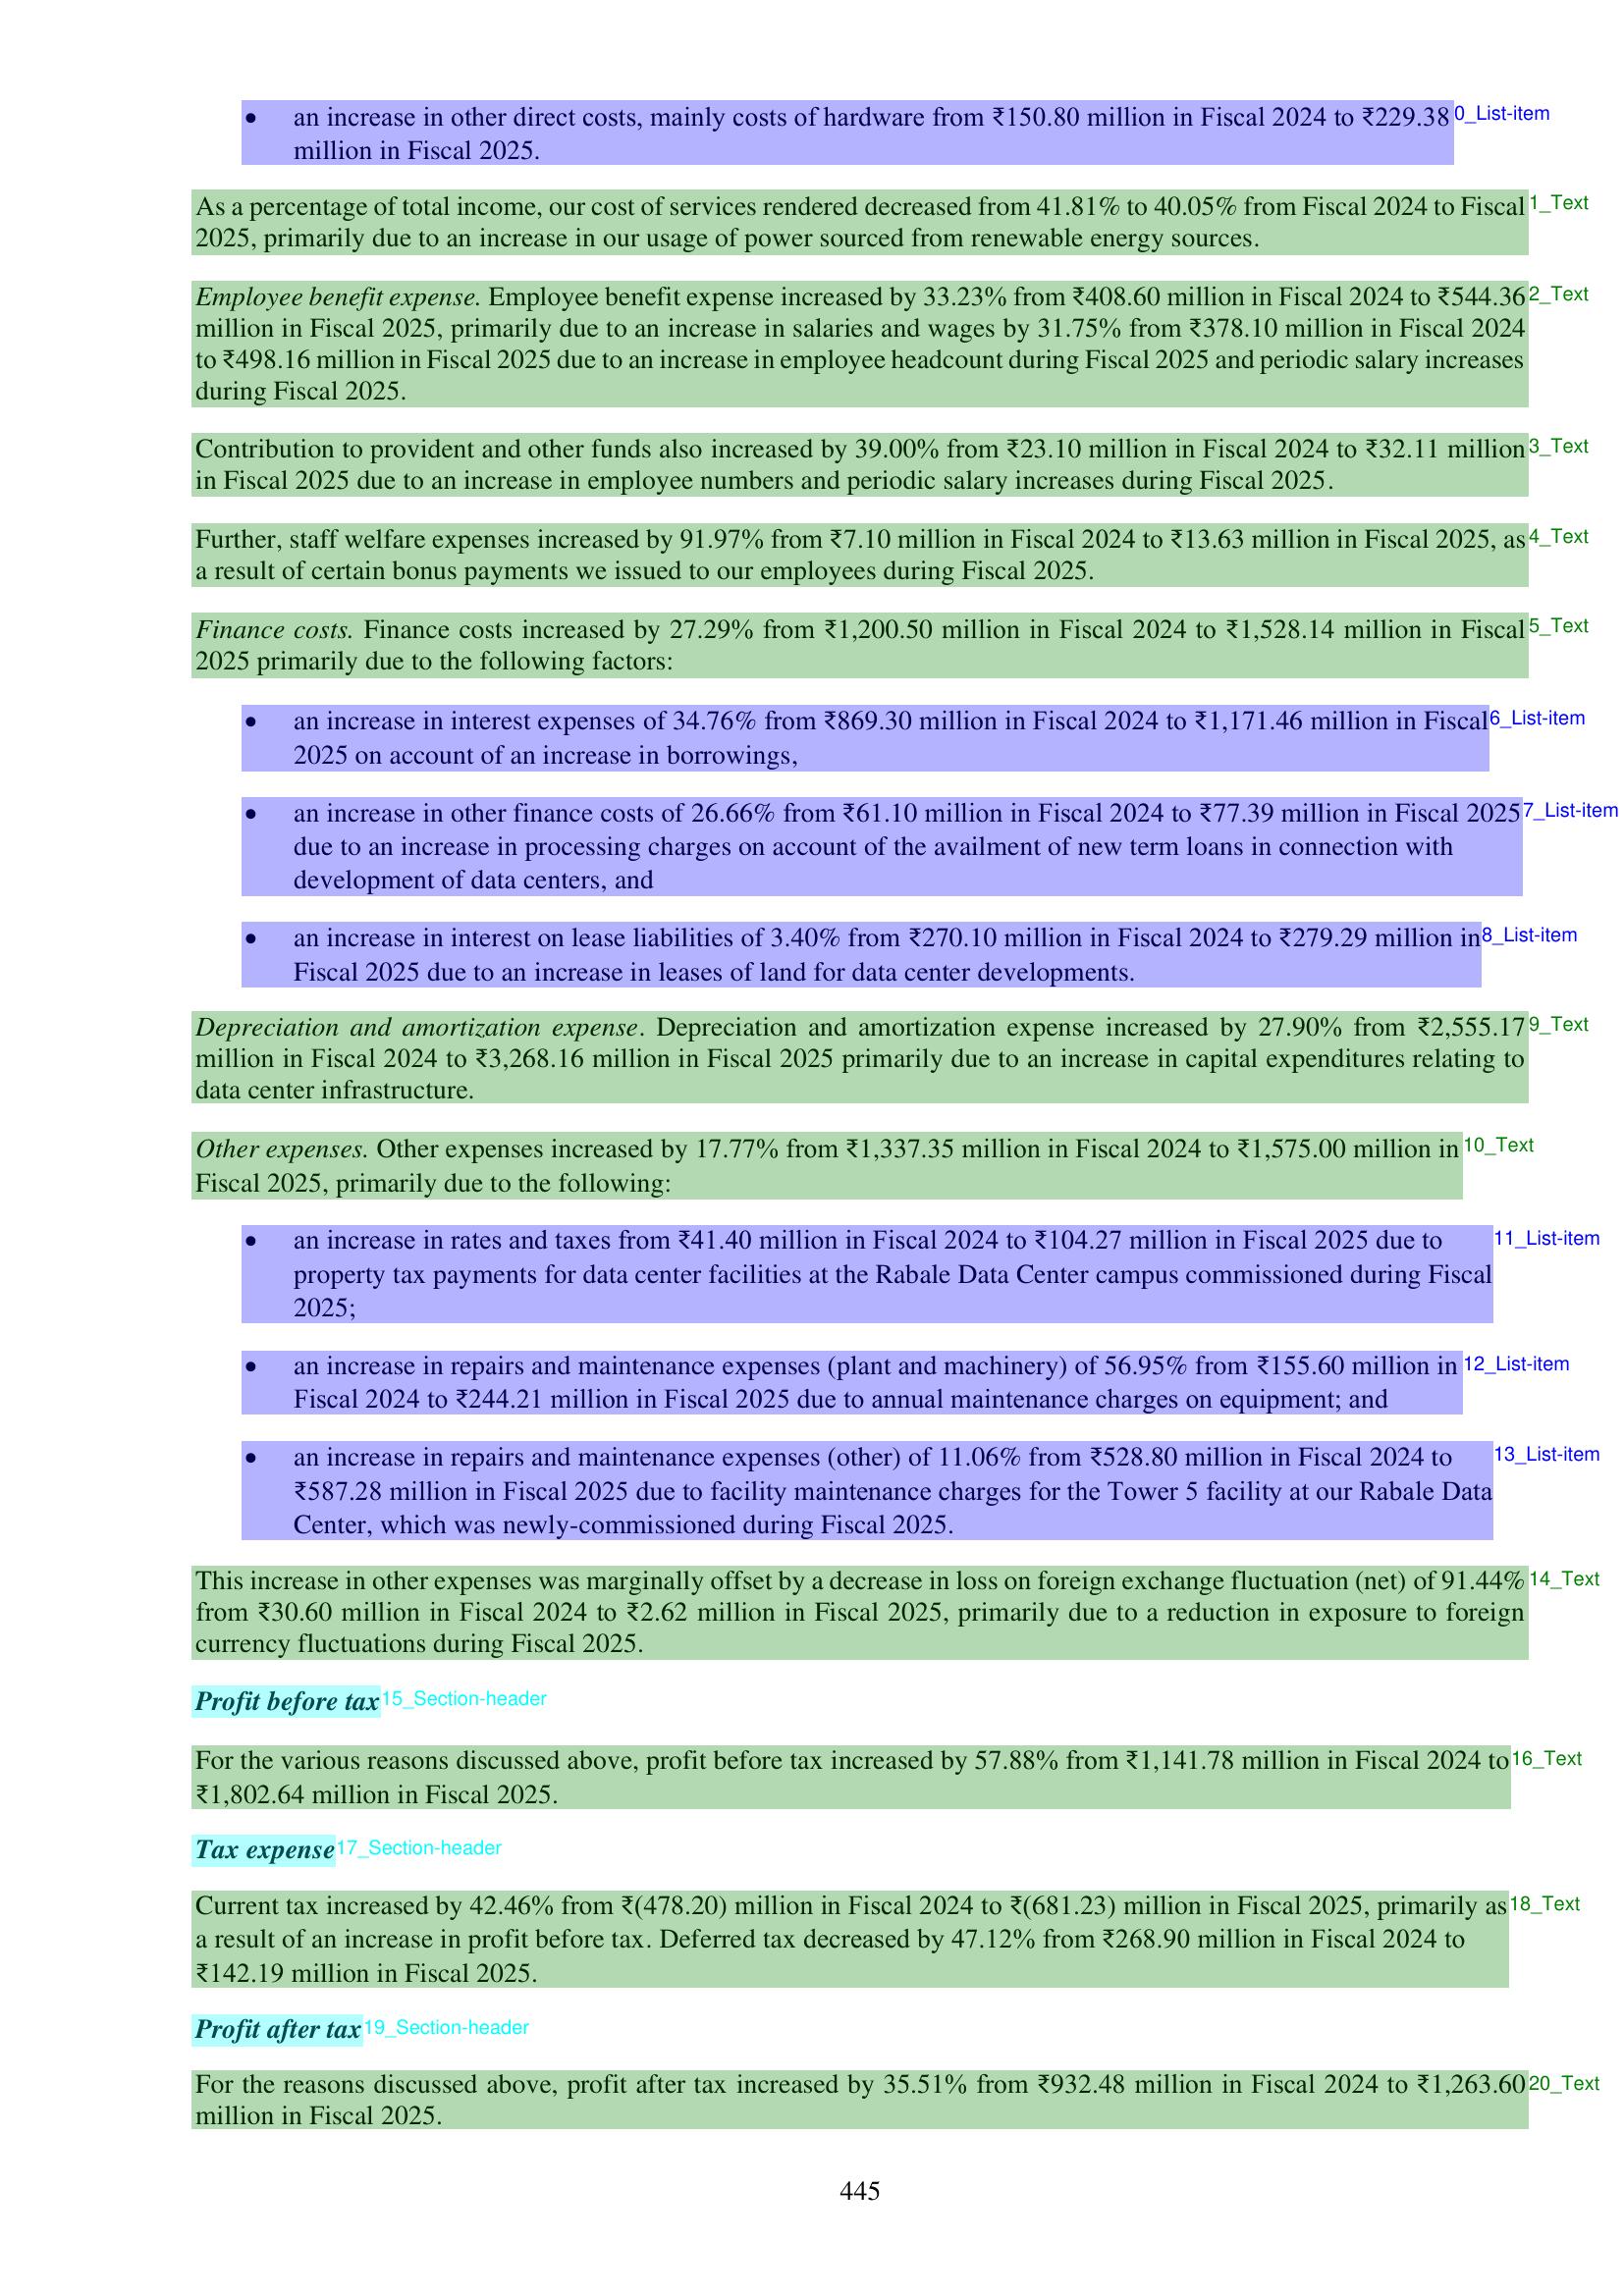 • an increase in other direct costs, mainly costs of hardware from ₹150.80 million in Fiscal 2024 to ₹229.38 0_List-item
million in Fiscal 2025.
As a percentage of total income, our cost of services rendered decreased from 41.81% to 40.05% from Fiscal 2024 to Fiscal 1_Text
2025, primarily due to an increase in our usage of power sourced from renewable energy sources.
Employee benefit expense. Employee benefit expense increased by 33.23% from ₹408.60 million in Fiscal 2024 to ₹544.36 2_Text
million in Fiscal 2025, primarily due to an increase in salaries and wages by 31.75% from ₹378.10 million in Fiscal 2024
to ₹498.16 million in Fiscal 2025 due to an increase in employee headcount during Fiscal 2025 and periodic salary increases
during Fiscal 2025.
Contribution to provident and other funds also increased by 39.00% from ₹23.10 million in Fiscal 2024 to ₹32.11 million 3_Text
in Fiscal 2025 due to an increase in employee numbers and periodic salary increases during Fiscal 2025.
Further, staff welfare expenses increased by 91.97% from ₹7.10 million in Fiscal 2024 to ₹13.63 million in Fiscal 2025, as 4_Text
a result of certain bonus payments we issued to our employees during Fiscal 2025.
Finance costs. Finance costs increased by 27.29% from ₹1,200.50 million in Fiscal 2024 to ₹1,528.14 million in Fiscal 5_Text
2025 primarily due to the following factors:
• an increase in interest expenses of 34.76% from ₹869.30 million in Fiscal 2024 to ₹1,171.46 million in Fiscal 6_List-item
2025 on account of an increase in borrowings,
• an increase in other finance costs of 26.66% from ₹61.10 million in Fiscal 2024 to ₹77.39 million in Fiscal 2025 7_List-item
due to an increase in processing charges on account of the availment of new term loans in connection with
development of data centers, and
• an increase in interest on lease liabilities of 3.40% from ₹270.10 million in Fiscal 2024 to ₹279.29 million in 8_List-item
Fiscal 2025 due to an increase in leases of land for data center developments.
Depreciation and amortization expense. Depreciation and amortization expense increased by 27.90% from ₹2,555.17 9_Text
million in Fiscal 2024 to ₹3,268.16 million in Fiscal 2025 primarily due to an increase in capital expenditures relating to
data center infrastructure.
Other expenses. Other expenses increased by 17.77% from ₹1,337.35 million in Fiscal 2024 to ₹1,575.00 million in 10_Text
Fiscal 2025, primarily due to the following:
• an increase in rates and taxes from ₹41.40 million in Fiscal 2024 to ₹104.27 million in Fiscal 2025 due to 11_List-item
property tax payments for data center facilities at the Rabale Data Center campus commissioned during Fiscal
2025;
• an increase in repairs and maintenance expenses (plant and machinery) of 56.95% from ₹155.60 million in 12_List-item
Fiscal 2024 to ₹244.21 million in Fiscal 2025 due to annual maintenance charges on equipment; and
• an increase in repairs and maintenance expenses (other) of 11.06% from ₹528.80 million in Fiscal 2024 to 13_List-item
₹587.28 million in Fiscal 2025 due to facility maintenance charges for the Tower 5 facility at our Rabale Data
Center, which was newly-commissioned during Fiscal 2025.
This increase in other expenses was marginally offset by a decrease in loss on foreign exchange fluctuation (net) of 91.44% 14_Text
from ₹30.60 million in Fiscal 2024 to ₹2.62 million in Fiscal 2025, primarily due to a reduction in exposure to foreign
currency fluctuations during Fiscal 2025.
Profit before tax 15_Section-header
For the various reasons discussed above, profit before tax increased by 57.88% from ₹1,141.78 million in Fiscal 2024 to 16_Text
₹1,802.64 million in Fiscal 2025.
Tax expense 17_Section-header
Current tax increased by 42.46% from ₹(478.20) million in Fiscal 2024 to ₹(681.23) million in Fiscal 2025, primarily as 18_Text
a result of an increase in profit before tax. Deferred tax decreased by 47.12% from ₹268.90 million in Fiscal 2024 to
₹142.19 million in Fiscal 2025.
Profit after tax 19_Section-header
For the reasons discussed above, profit after tax increased by 35.51% from ₹932.48 million in Fiscal 2024 to ₹1,263.60 20_Text
million in Fiscal 2025.
445